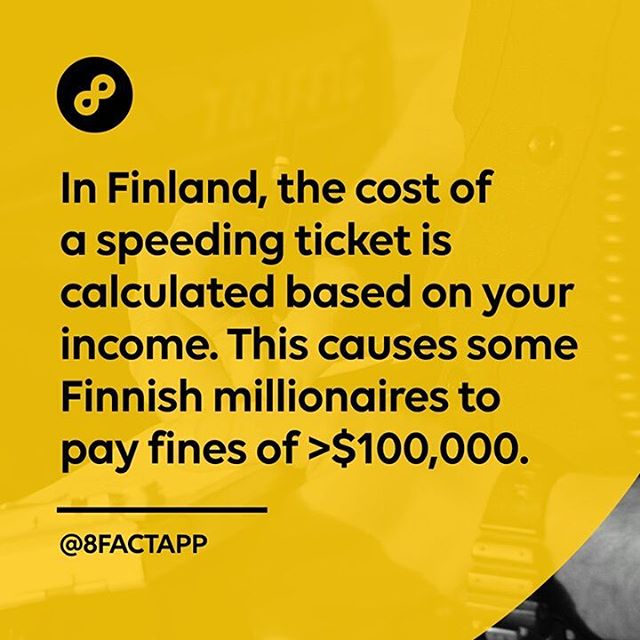 TRAFFIC
In Finland, the cost of
a speeding ticket is
calculated based on your
income. This causes some
Finnish millionaires to
pay fines of >$100,000.
@8FACTAPP